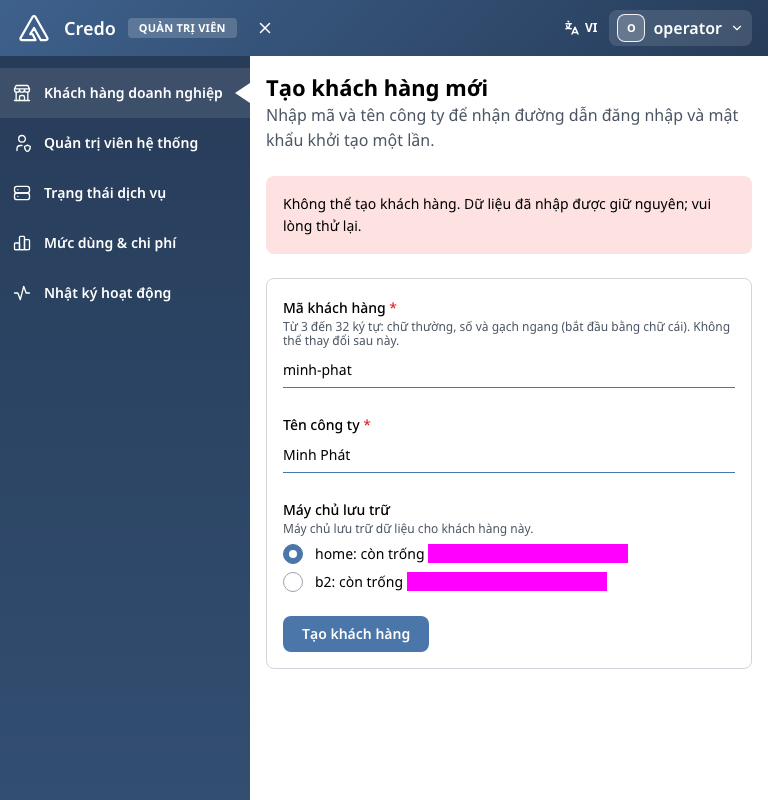 Credo
QUẢN TRỊ VIÊN
VI
O
operator
Khách hàng doanh nghiệp
Quản trị viên hệ thống
Trạng thái dịch vụ
Mức dùng & chi phí
Nhật ký hoạt động
Tạo khách hàng mới
Nhập mã và tên công ty để nhận đường dẫn đăng nhập và mật
khẩu khởi tạo một lần.
Không thể tạo khách hàng. Dữ liệu đã nhập được giữ nguyên; vui
lòng thử lại.
Mã khách hàng *
Từ 3 đến 32 ký tự: chữ thường, số và gạch ngang (bắt đầu bằng chữ cái). Không
thể thay đổi sau này.
minh-phat
Tên công ty *
Minh Phát
Máy chủ lưu trữ
Máy chủ lưu trữ dữ liệu cho khách hàng này.
home: còn trống
b2: còn trống
Tạo khách hàng